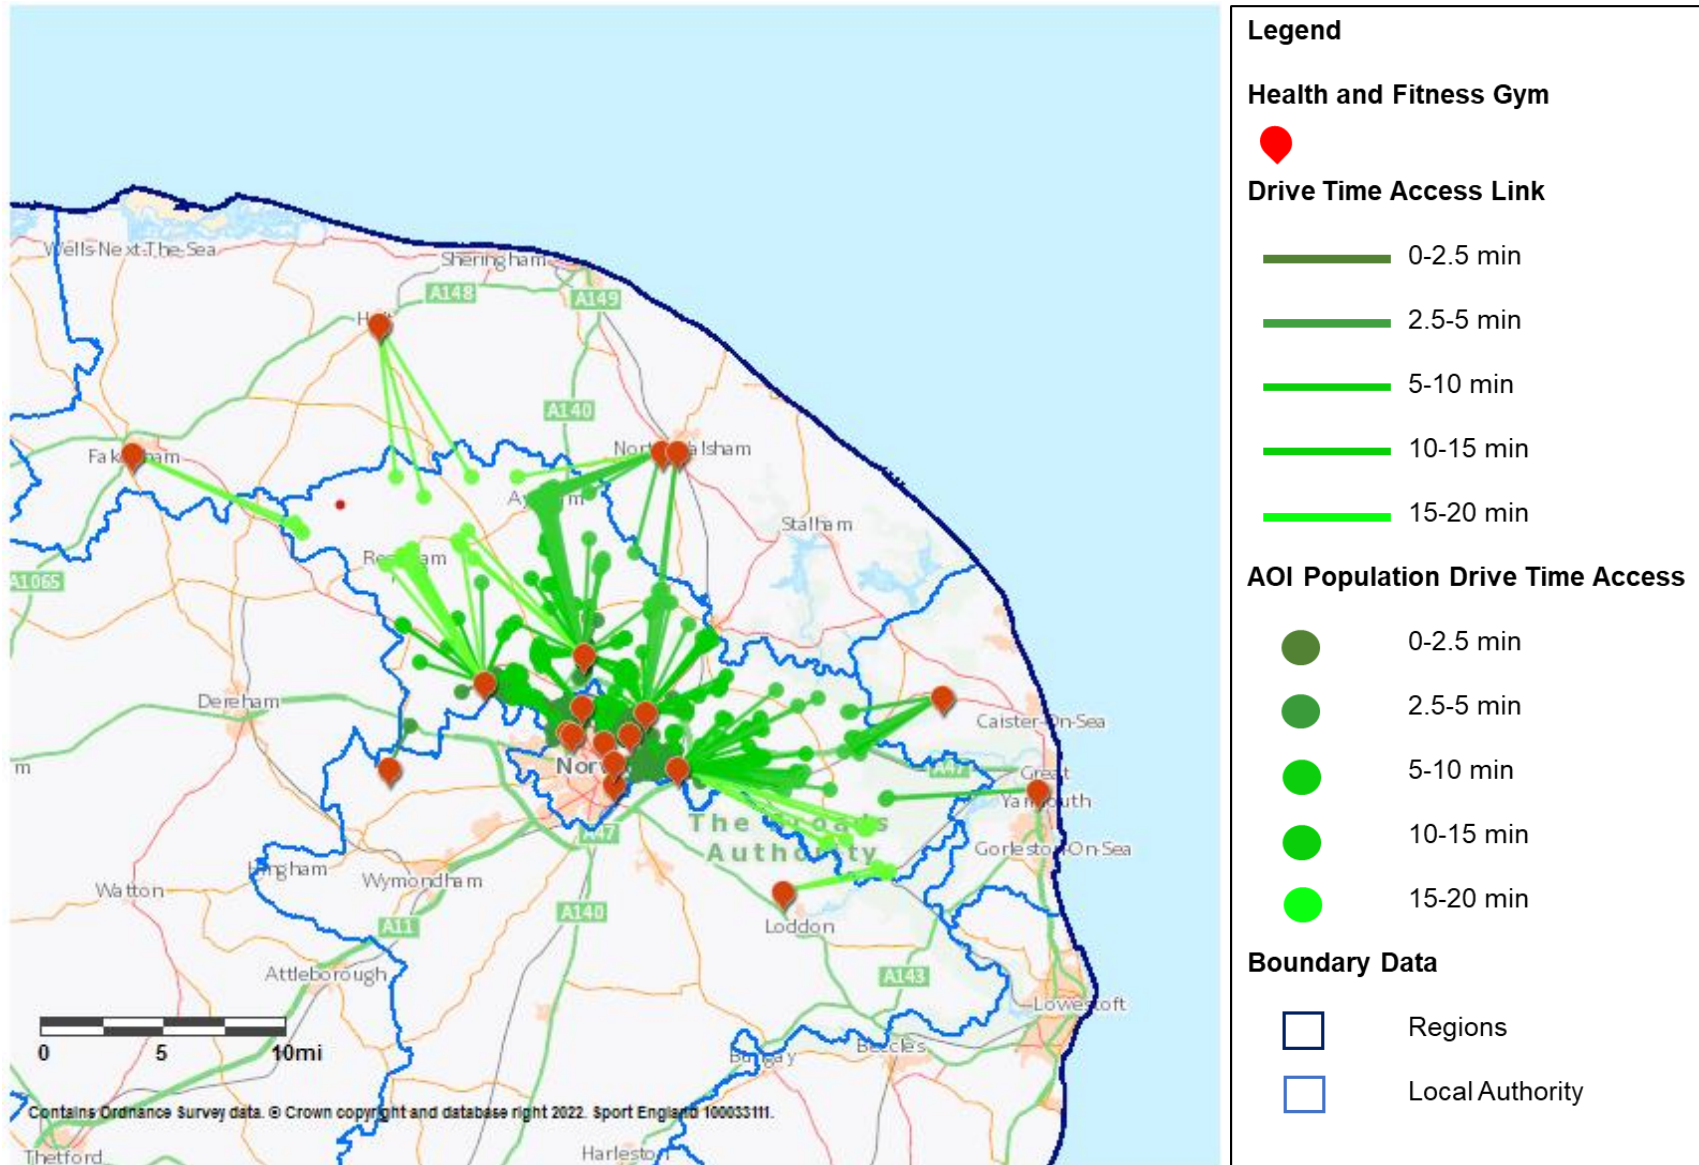 Wells-Next-The-Sea
Sheringham
A148
A149
A140
Stalham
A1065
Dereham
Caister-On-Sea
m
A47
Great
Yarmouth
The Broads
Authority
A47
Gorleston-On-Sea
Wymondham
Watton
A11
A140
Loddon
Attleborough
A143
Lowestoft
0 5 10mi
Beccles
Contains Ordnance Survey data. © Crown copyright and database right 2022. Sport England 100033111.
Thetford
Harleston
Legend
Health and Fitness Gym
Drive Time Access Link
0-2.5 min
2.5-5 min
5-10 min
10-15 min
15-20 min
AOI Population Drive Time Access
0-2.5 min
2.5-5 min
5-10 min
10-15 min
15-20 min
Boundary Data
Regions
Local Authority